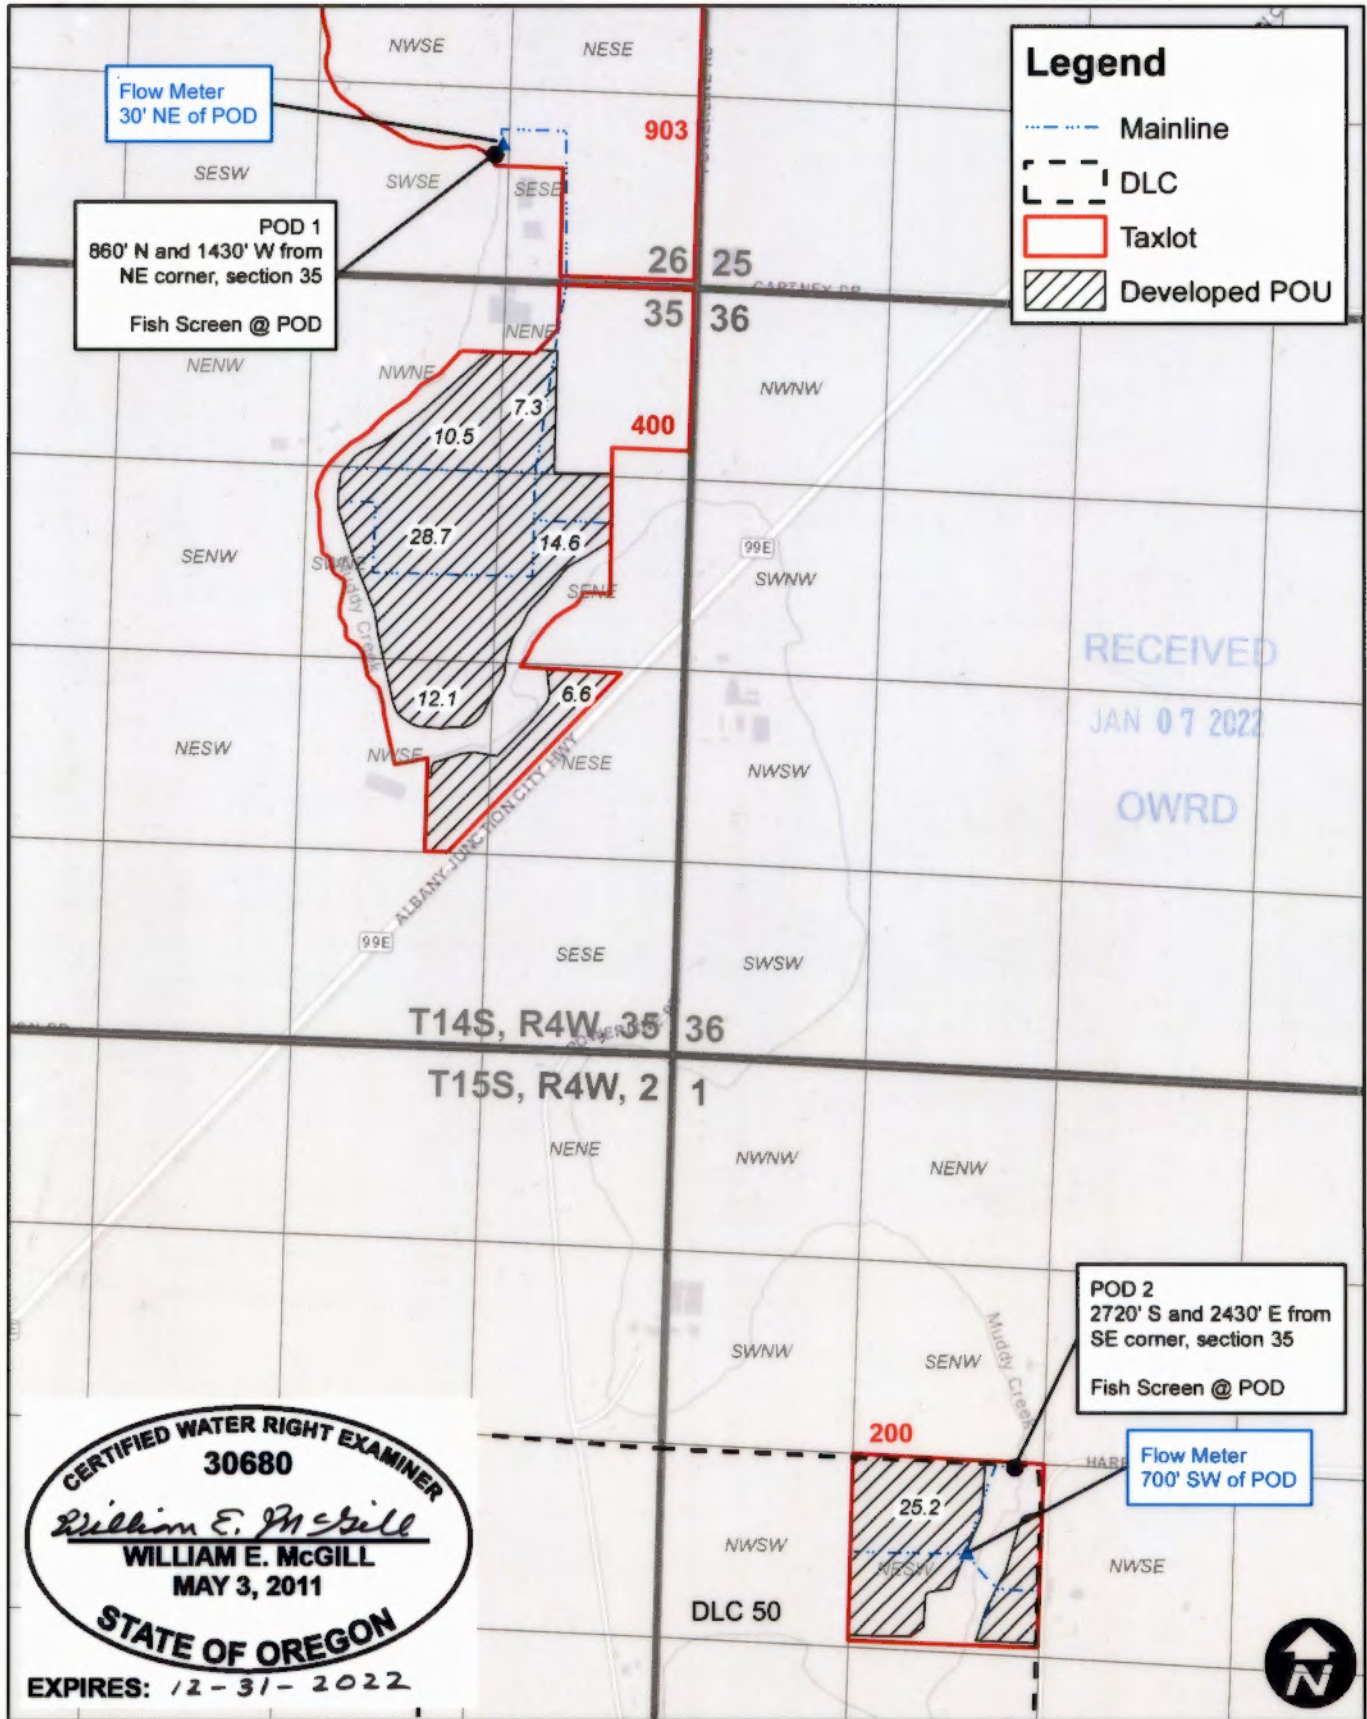 NWSE
NESE
Legend
Mainline
DLC
Taxlot
Developed POU
Flow Meter
30' NE of POD
903
SESW
SWSE
SESE
POD 1
860' N and 1430' W from
NE corner, section 35
Fish Screen @ POD
26 25
CARTNEY DR
35 36
NENE
NENW
NWNE
NWNW
7.3
10.5
400
28.7
14.6
99E
SENW
SWNE
SENE
SWNW
Muddy Creek
RECEIVED
JAN 07 2022
OWRD
12.1
6.6
NESW
NWSE
NESE
NWSW
ALBANY-JUNCTION CITY HWY
99E
SESE
SWSW
T14S, R4W, 35 36
T15S, R4W, 2 1
NENE
NWNW
NENW
POD 2
2720' S and 2430' E from
SE corner, section 35
Fish Screen @ POD
SWNW
SENW
Muddy Creek
200
Flow Meter
700' SW of POD
25.2
NWSW
NESW
NWSE
DLC 50
CERTIFIED WATER RIGHT EXAMINER
30680
William E. McGill
WILLIAM E. McGILL
MAY 3, 2011
STATE OF OREGON
EXPIRES: 12-31-2022
N